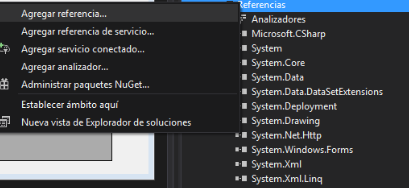 Agregar referencia...
Agregar referencia de servicio...
Agregar servicio conectado...
Agregar analizador...
Administrar paquetes NuGet...
Establecer ámbito aquí
Nueva vista de Explorador de soluciones
Referencias
Analizadores
Microsoft.CSharp
System
System.Core
System.Data
System.Data.DataSetExtensions
System.Deployment
System.Drawing
System.Net.Http
System.Windows.Forms
System.Xml
System.Xml.Linq